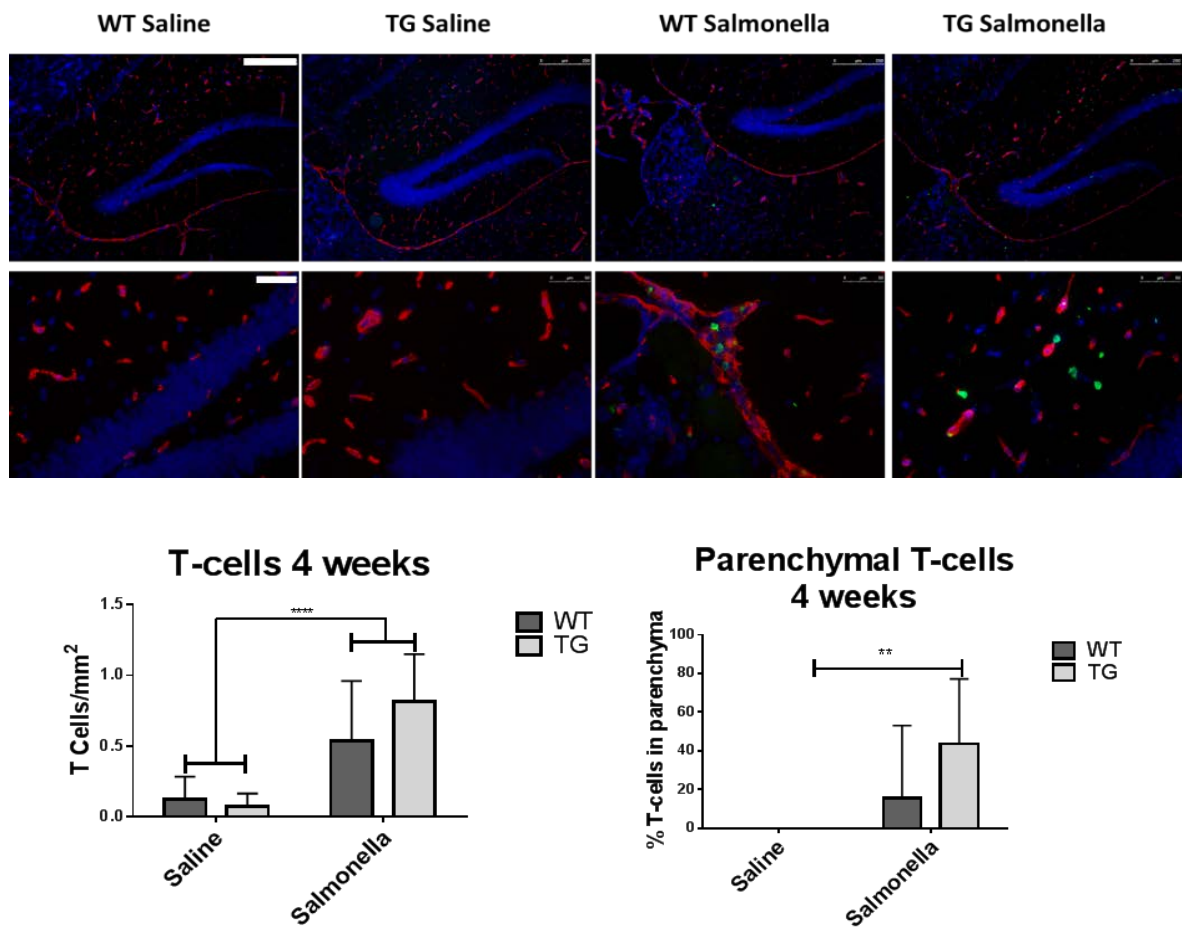 WT Saline
TG Saline
WT Salmonella
TG Salmonella
T-cells 4 weeks
T Cells/mm²
1.5
1.0
0.5
0.0
****
WT
TG
Saline
Salmonella
Parenchymal T-cells
4 weeks
% T-cells in parenchyma
100
80
60
40
20
0
**
WT
TG
Saline
Salmonella